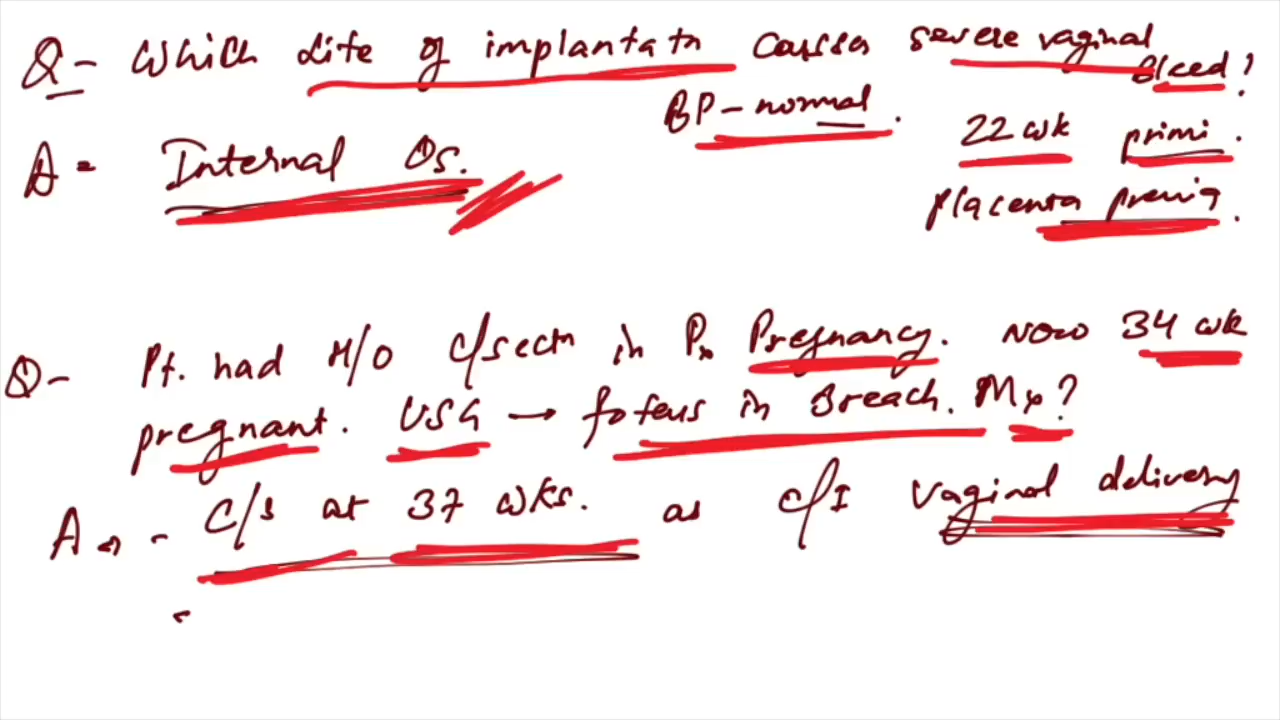 Q- Which site of implantatn causes severe vaginal
Bleed?
BP-normal. 22 wk primi.
A= Internal Os.
placenta previa.
Q- Pt. had H/O c/sectn in Px Pregnancy. Now 34 wk
pregnant. USG → foteus in Breach. Mx?
A → - C/s at 37 wks. as C/I vaginal delivery